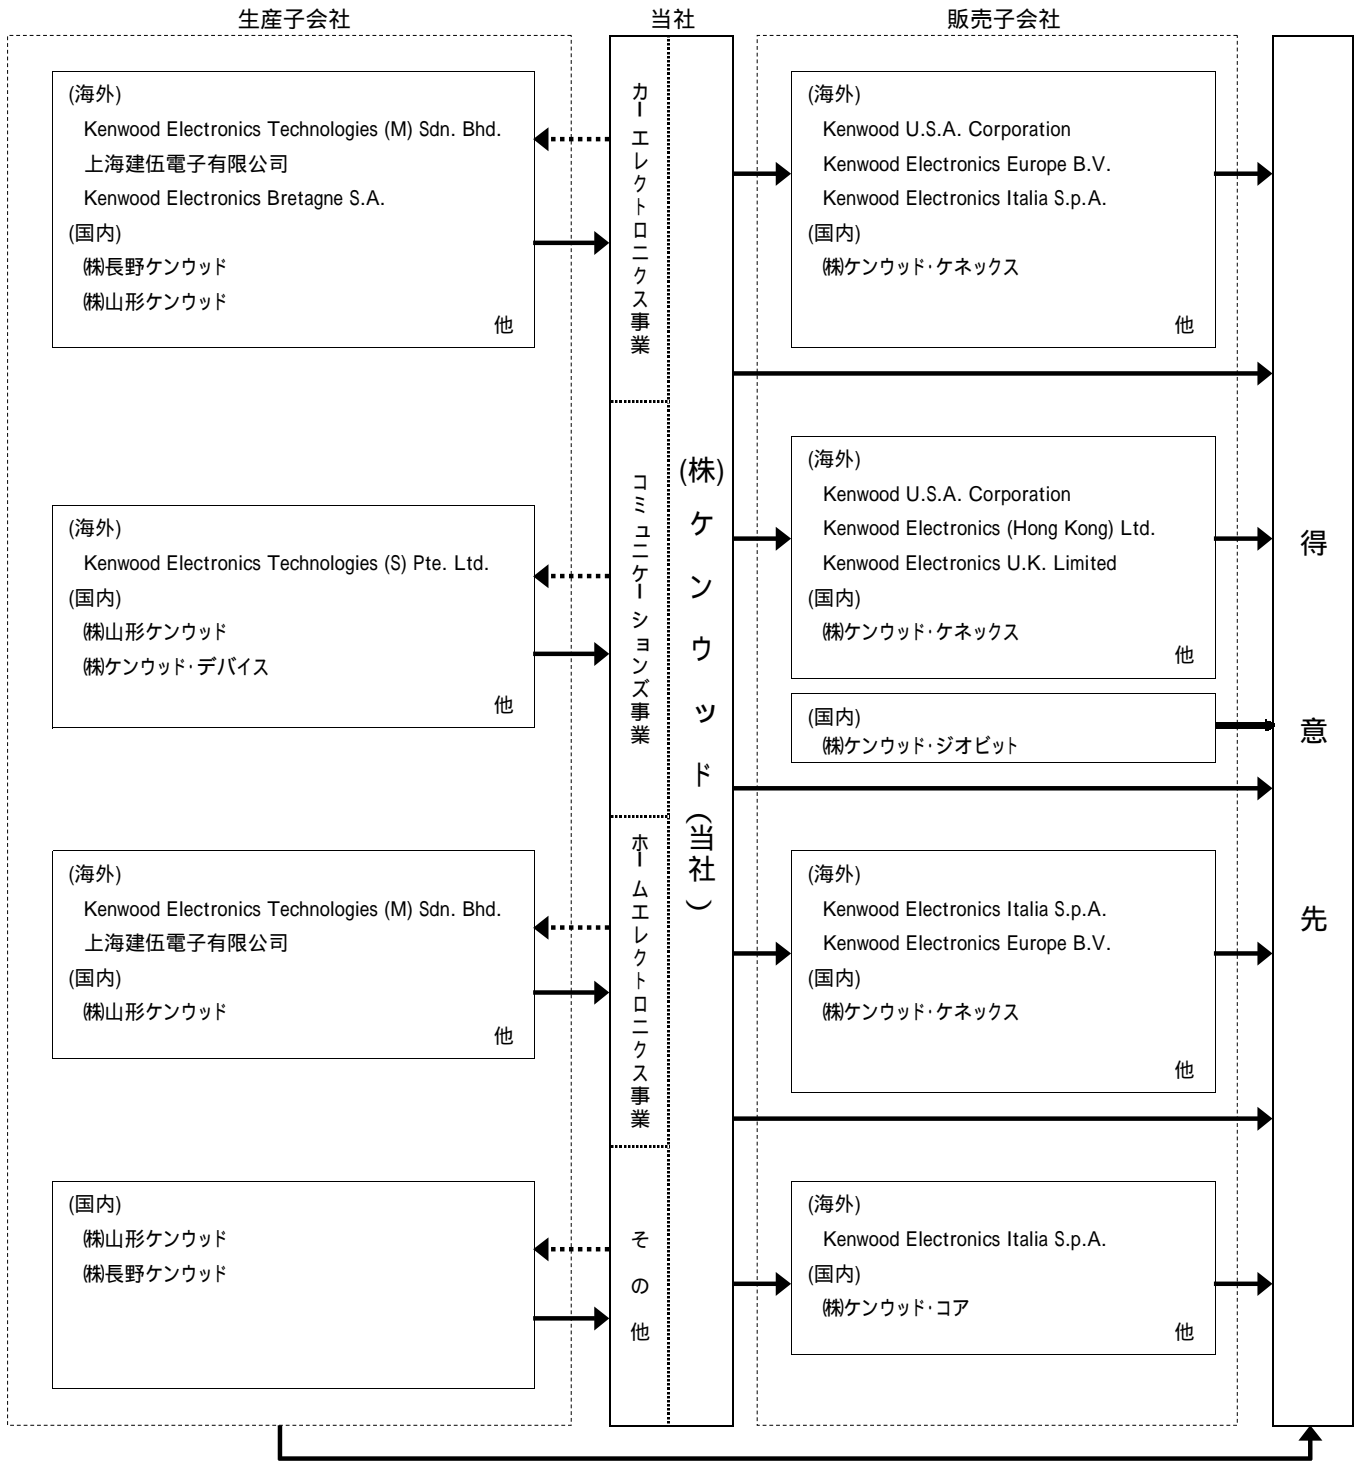 生産子会社
当社
販売子会社
(海外)
Kenwood Electronics Technologies (M) Sdn. Bhd.
上海建伍電子有限公司
Kenwood Electronics Bretagne S.A.
(国内)
㈱長野ケンウッド
㈱山形ケンウッド
他
カーエレクトロニクス事業
(海外)
Kenwood U.S.A. Corporation
Kenwood Electronics Europe B.V.
Kenwood Electronics Italia S.p.A.
(国内)
㈱ケンウッド・ケネックス
他
(海外)
Kenwood Electronics Technologies (S) Pte. Ltd.
(国内)
㈱山形ケンウッド
㈱ケンウッド・デバイス
他
コミュニケーションズ事業
(株)ケンウッド(当社)
(海外)
Kenwood U.S.A. Corporation
Kenwood Electronics (Hong Kong) Ltd.
Kenwood Electronics U.K. Limited
(国内)
㈱ケンウッド・ケネックス
他
(国内)
㈱ケンウッド・ジオビット
得意先
(海外)
Kenwood Electronics Technologies (M) Sdn. Bhd.
上海建伍電子有限公司
(国内)
㈱山形ケンウッド
他
ホームエレクトロニクス事業
(海外)
Kenwood Electronics Italia S.p.A.
Kenwood Electronics Europe B.V.
(国内)
㈱ケンウッド・ケネックス
他
(国内)
㈱山形ケンウッド
㈱長野ケンウッド
その他
(海外)
Kenwood Electronics Italia S.p.A.
(国内)
㈱ケンウッド・コア
他